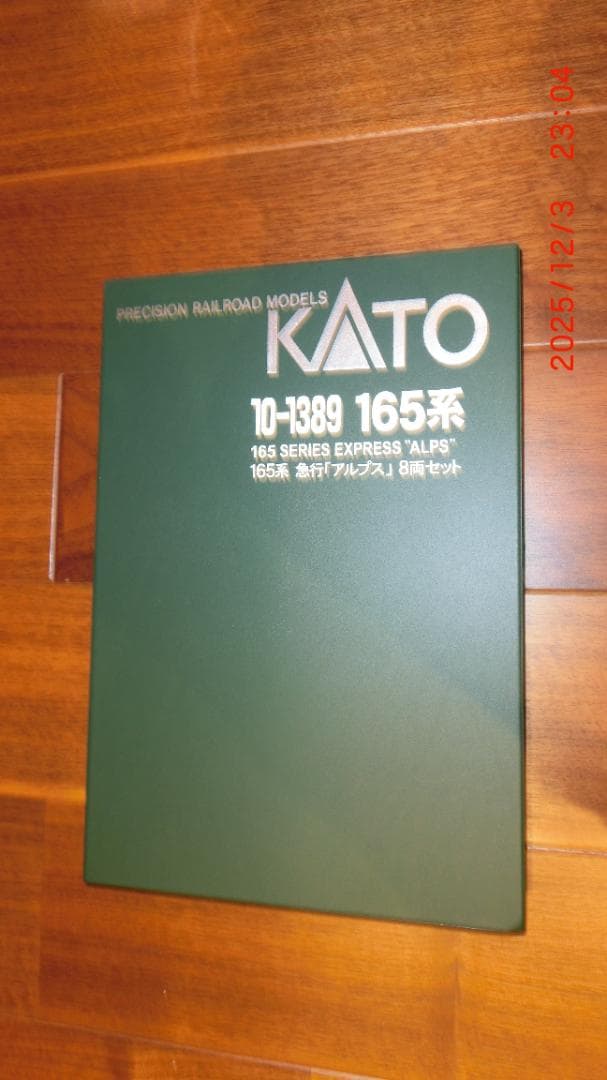 PRECISION RAILROAD MODELS
KATO
10-1389 165系
165 SERIES EXPRESS "ALPS"
165系 急行「アルプス」 8両セット
2025/12/3 23:04